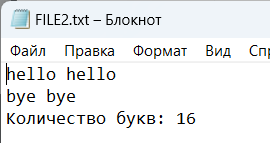 FILE2.txt – Блокнот
Файл Правка Формат Вид
hello hello
bye bye
Количество букв: 16